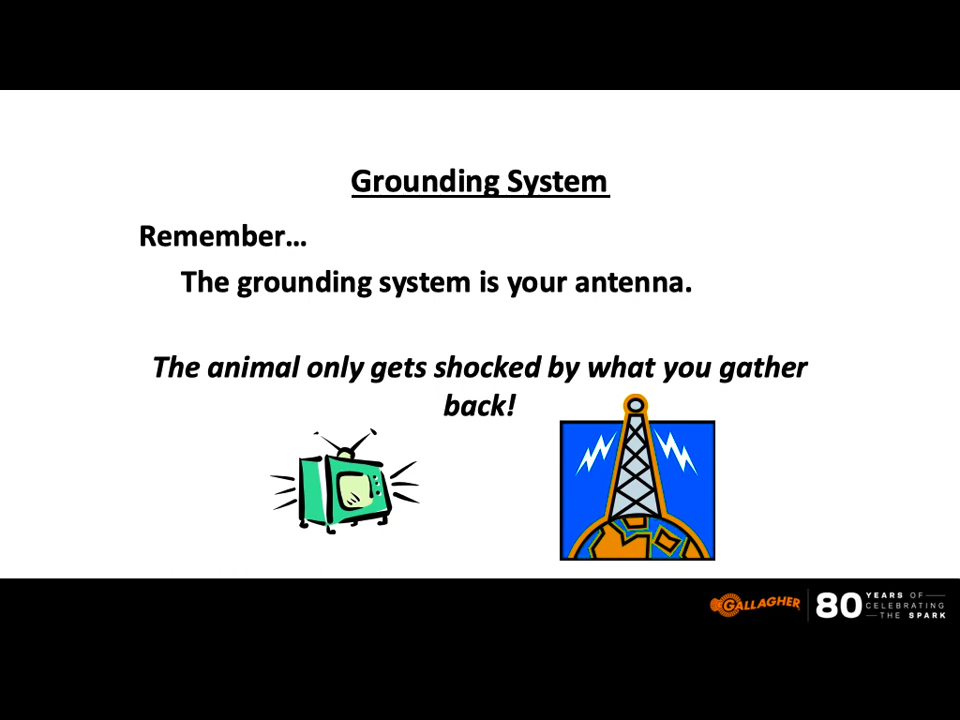 Grounding System
Remember…
The grounding system is your antenna.
The animal only gets shocked by what you gather
back!
GALLAGHER
80 YEARS OF
CELEBRATING
THE SPARK